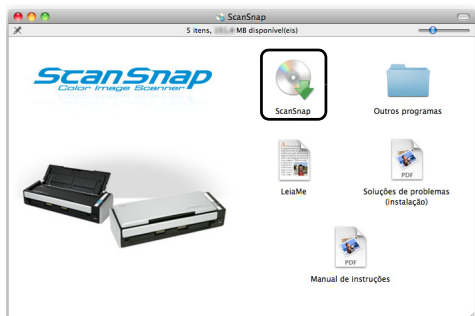 ScanSnap
5 itens, MB disponível(eis)
ScanSnap
Color Image Scanner
ScanSnap
Outros programas
LeiaMe
PDF
Soluções de problemas
(instalação)
PDF
Manual de instruções